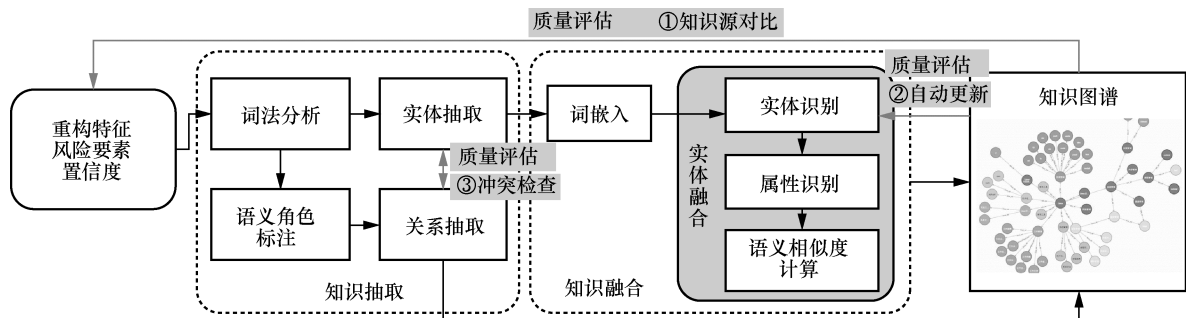 质量评估 ①知识源对比
重构特征
风险要素
置信度
词法分析
实体抽取
语义角色
标注
关系抽取
质量评估
③冲突检查
知识抽取
词嵌入
知识融合
实体融合
实体识别
属性识别
语义相似度
计算
质量评估
②自动更新
知识图谱